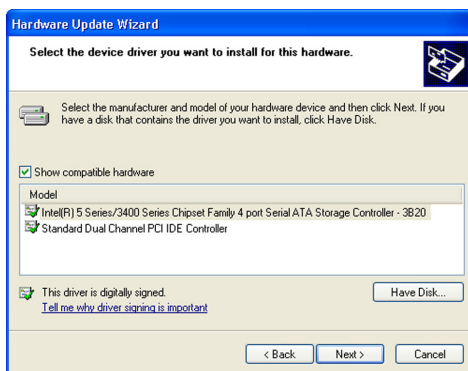 Hardware Update Wizard
Select the device driver you want to install for this hardware.
Select the manufacturer and model of your hardware device and then click Next. If you
have a disk that contains the driver you want to install, click Have Disk.
Show compatible hardware
Model
Intel(R) 5 Series/3400 Series Chipset Family 4 port Serial ATA Storage Controller - 3B20
Standard Dual Channel PCI IDE Controller
This driver is digitally signed.
Have Disk...
Tell me why driver signing is important
< Back
Next >
Cancel